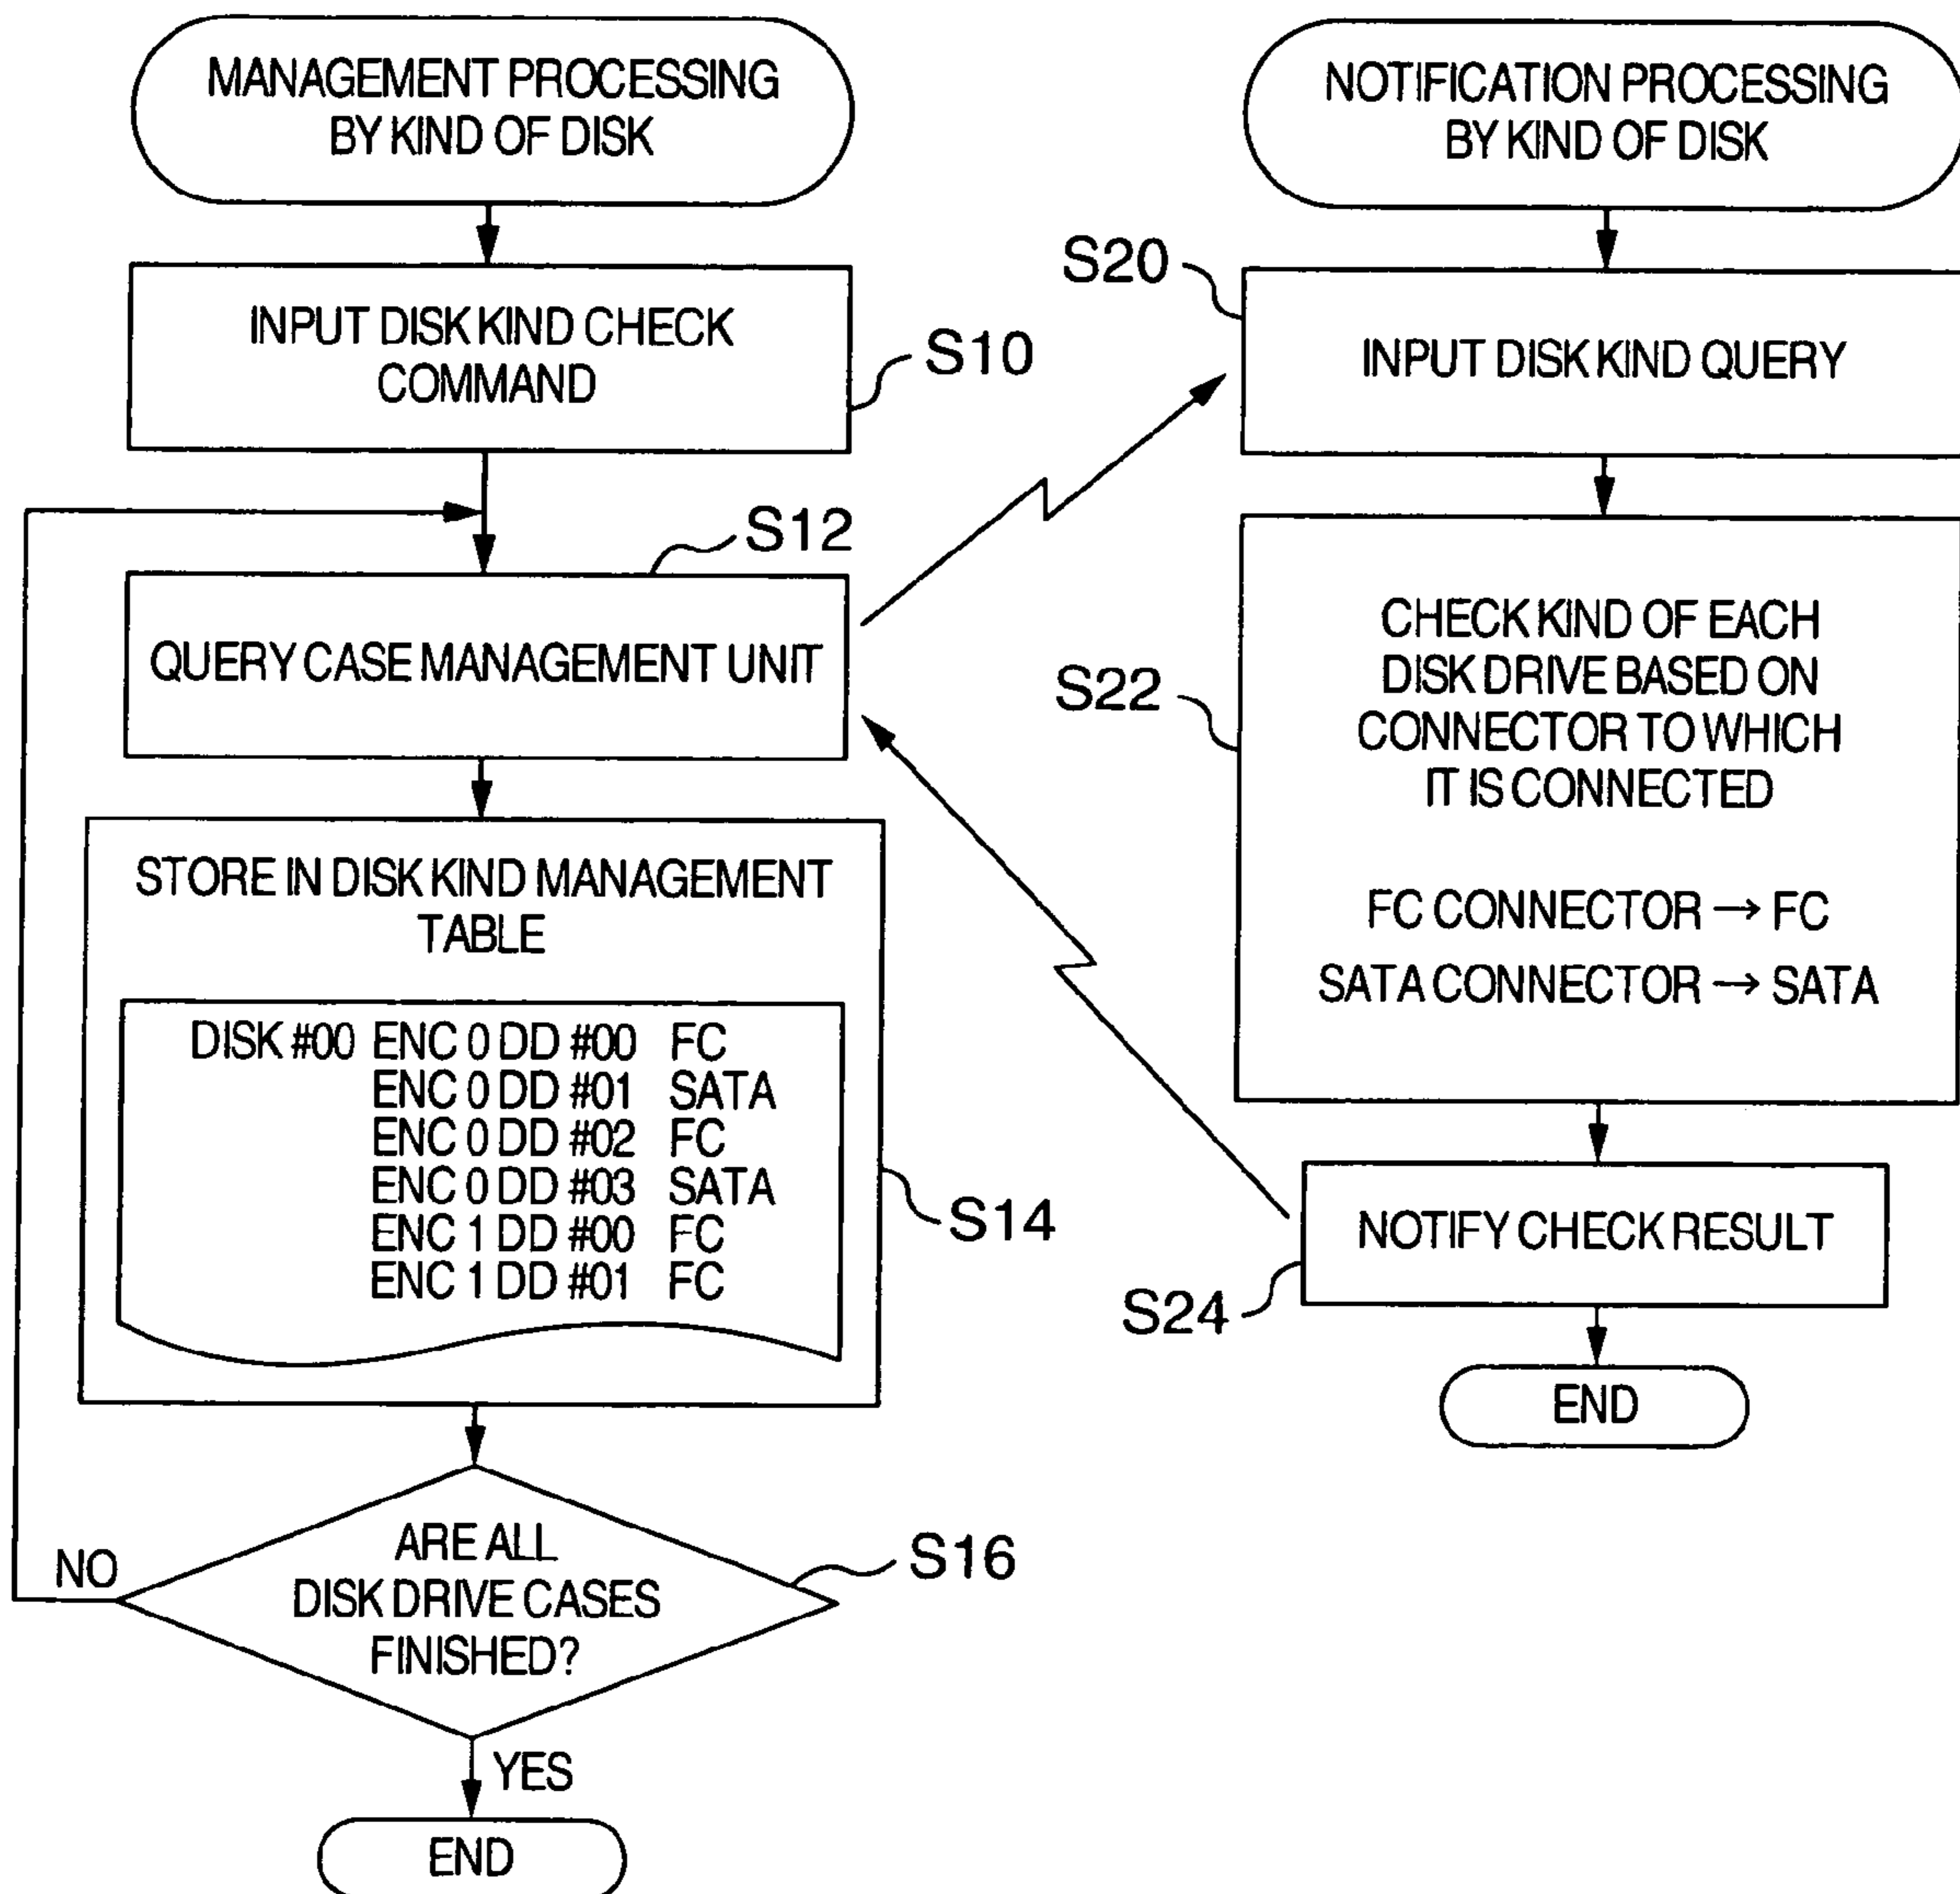 MANAGEMENT PROCESSING
BY KIND OF DISK
INPUT DISK KIND CHECK
COMMAND
S10
S12
QUERY CASE MANAGEMENT UNIT
STORE IN DISK KIND MANAGEMENT
TABLE
DISK #00 ENC 0 DD #00 FC
ENC 0 DD #01 SATA
ENC 0 DD #02 FC
ENC 0 DD #03 SATA
ENC 1 DD #00 FC
ENC 1 DD #01 FC
S14
ARE ALL
DISK DRIVE CASES
FINISHED?
S16
NO
YES
END
NOTIFICATION PROCESSING
BY KIND OF DISK
S20
INPUT DISK KIND QUERY
S22
CHECK KIND OF EACH
DISK DRIVE BASED ON
CONNECTOR TO WHICH
IT IS CONNECTED
FC CONNECTOR → FC
SATA CONNECTOR → SATA
NOTIFY CHECK RESULT
S24
END